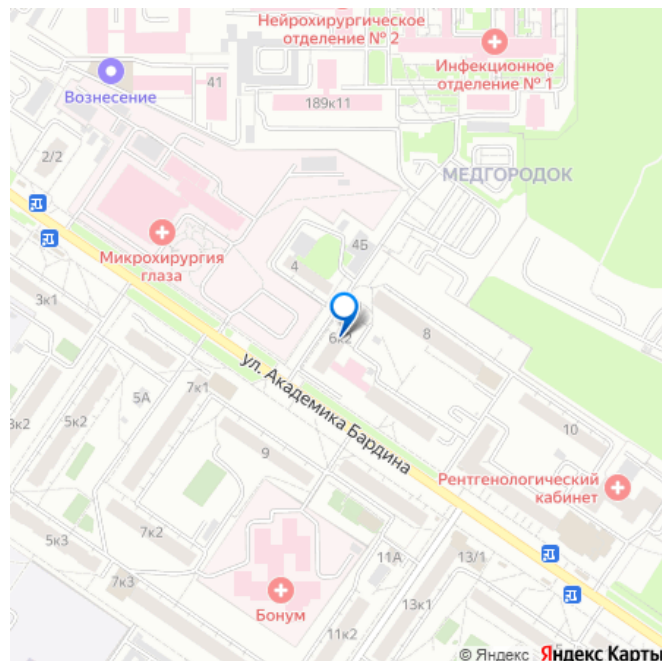 Нейрохирургическое
отделение № 2
Инфекционное
отделение № 1
Вознесение
41
189к11
2/2
МЕДГОРОДОК
Микрохирургия
глаза
4Б
4
3к1
6к2
8
ул. Академика Бардина
7к1
5А
5к2
3к2
9
10
Рентгенологический
кабинет
7к2
5к3
11А
13/1
7к3
Бонум
13к1
11к2
© Яндекс Яндекс Карты